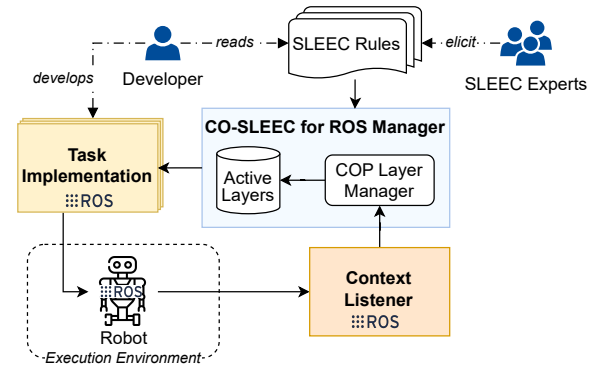 reads
SLEEC Rules
elicit
develops
Developer
SLEEC Experts
CO-SLEEC for ROS Manager
Task
Implementation
ROS
Active
Layers
COP Layer
Manager
Context
Listener
ROS
ROS
Robot
Execution Environment